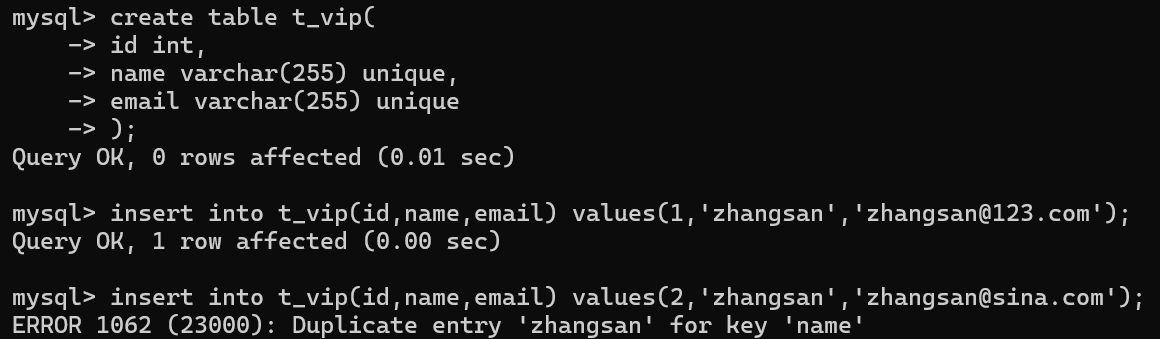 mysql> create table t_vip(
    -> id int,
    -> name varchar(255) unique,
    -> email varchar(255) unique
    -> );
Query OK, 0 rows affected (0.01 sec)

mysql> insert into t_vip(id,name,email) values(1,'zhangsan','zhangsan@123.com');
Query OK, 1 row affected (0.00 sec)

mysql> insert into t_vip(id,name,email) values(2,'zhangsan','zhangsan@sina.com');
ERROR 1062 (23000): Duplicate entry 'zhangsan' for key 'name'